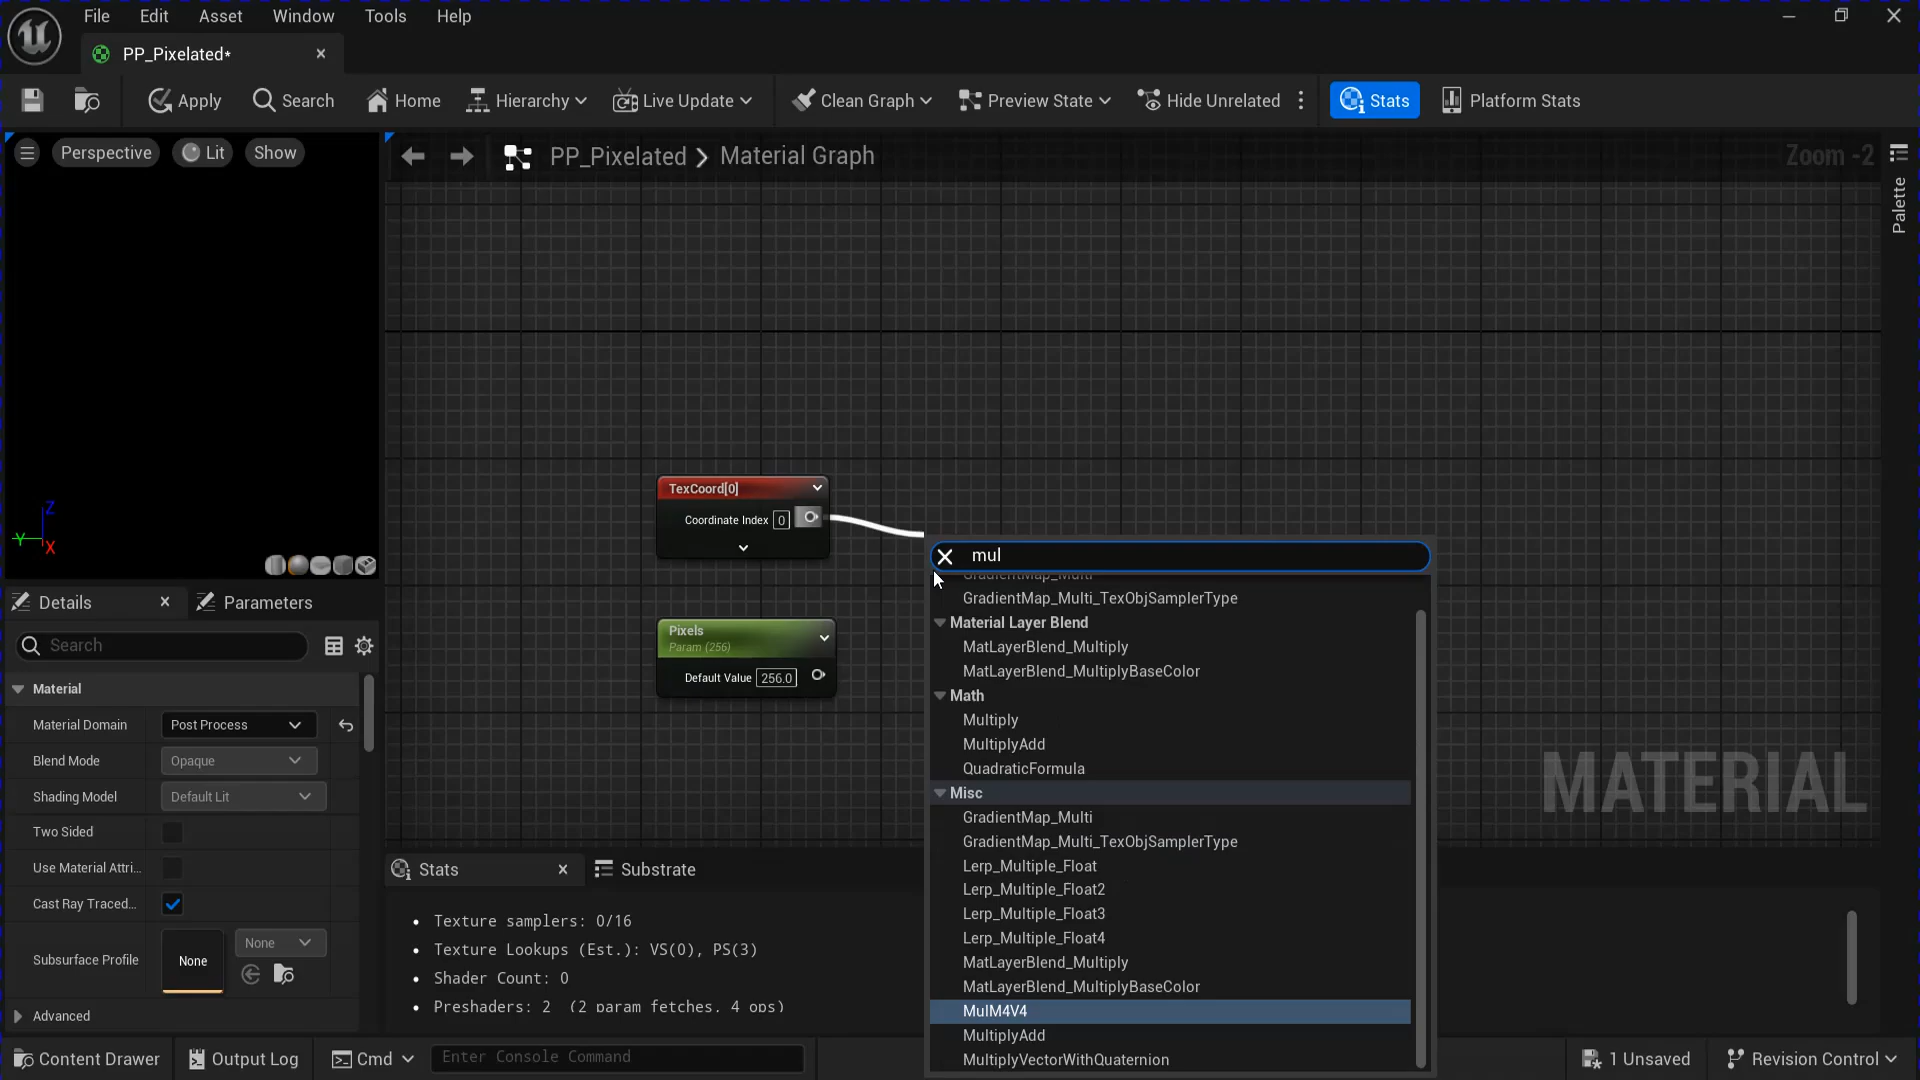 File Edit Asset Window Tools Help
PP_Pixelated*
Apply Search Home Hierarchy Live Update Clean Graph Preview State Hide Unrelated Stats Platform Stats
Perspective Lit Show
PP_Pixelated > Material Graph
Zoom -2
Palette
TexCoord[0]
Coordinate Index 0
Pixels
Param (256)
Default Value 256.0
mul
GradientMap_Multi
GradientMap_Multi_TexObjSamplerType
Material Layer Blend
MatLayerBlend_Multiply
MatLayerBlend_MultiplyBaseColor
Math
Multiply
MultiplyAdd
QuadraticFormula
Misc
GradientMap_Multi
GradientMap_Multi_TexObjSamplerType
Lerp_Multiple_Float
Lerp_Multiple_Float2
Lerp_Multiple_Float3
Lerp_Multiple_Float4
MatLayerBlend_Multiply
MatLayerBlend_MultiplyBaseColor
MulM4V4
MultiplyAdd
MultiplyVectorWithQuaternion
MATERIAL
Z
Y
X
Details Parameters
Search
Material
Material Domain Post Process
Blend Mode Opaque
Shading Model Default Lit
Two Sided
Use Material Attri...
Cast Ray Traced...
Subsurface Profile None None
Advanced
Stats Substrate
Texture samplers: 0/16
Texture Lookups (Est.): VS(0), PS(3)
Shader Count: 0
Preshaders: 2 (2 param fetches, 4 ops)
Content Drawer Output Log Cmd Enter Console Command 1 Unsaved Revision Control